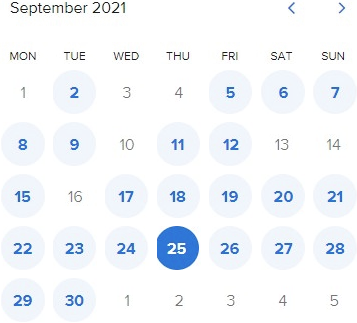 September 2021
MON TUE WED THU FRI SAT SUN
1 2 3 4 5 6 7
8 9 10 11 12 13 14
15 16 17 18 19 20 21
22 23 24 25 26 27 28
29 30 1 2 3 4 5